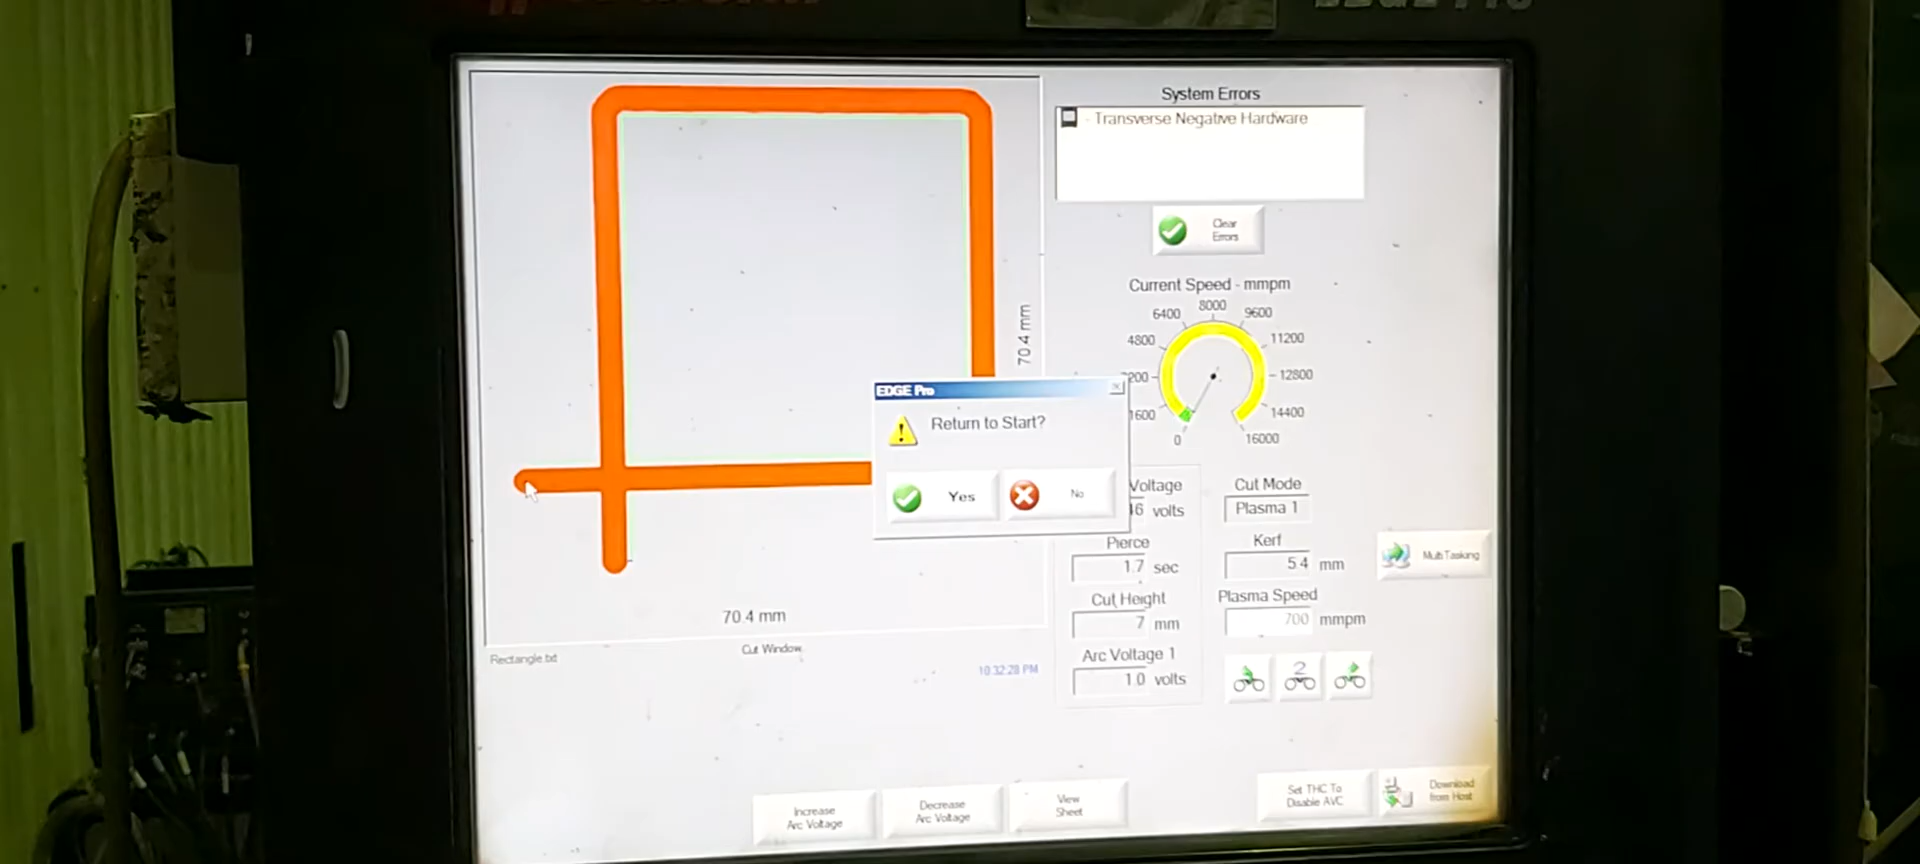 EDGE Pro
System Errors
- Transverse Negative Hardware
Clear
Errors
Current Speed - mmpm
8000
6400
9600
4800
11200
12800
1600
14400
0
16000
70.4 mm
EDGE Pro
Return to Start?
Yes
No
Voltage
volts
Cut Mode
Plasma 1
Pierce
1.7 sec
Kerf
5.4 mm
Multi Tasking
Cut Height
7 mm
Plasma Speed
700 mmpm
Arc Voltage 1
1.0 volts
2
70.4 mm
Cut Window
Rectangle.txt
10:32:28 PM
Increase
Arc Voltage
Decrease
Arc Voltage
View
Sheet
Set THC To
Disable AVC
Download
from Host